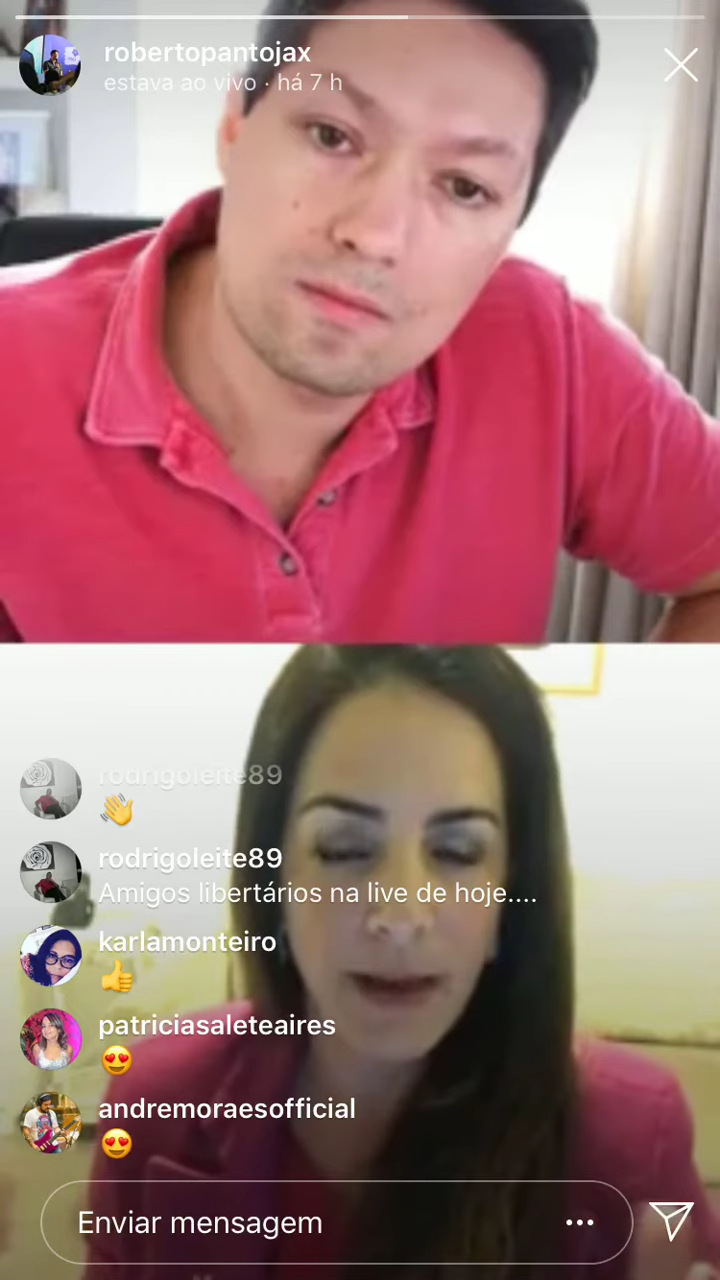 robertopantojax
estava ao vivo · há 7 h
rodrigoleite89
👋
rodrigoleite89
Amigos libertários na live de hoje....
karlamonteiro
👍
patriciasaleteaires
😍
andremoraesofficial
😍
Enviar mensagem